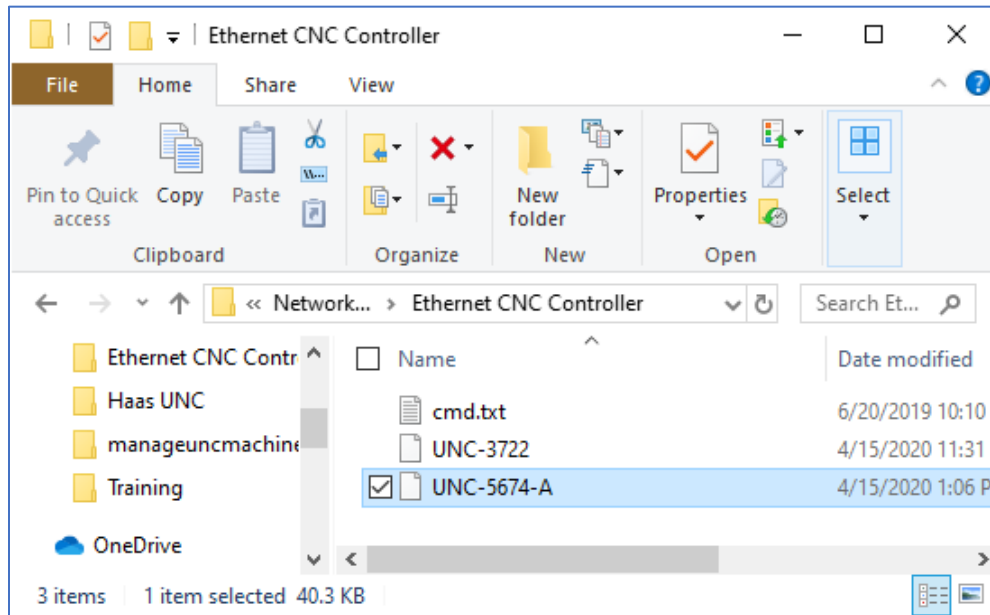 Ethernet CNC Controller
File Home Share View
Pin to Quick access
Copy
Paste
W...
New folder
Properties
Select
Clipboard Organize New Open
« Network... › Ethernet CNC Controller
Search Et...
Ethernet CNC Contr
Haas UNC
manageuncmachine
Training
OneDrive
Name Date modified
cmd.txt 6/20/2019 10:10
UNC-3722 4/15/2020 11:31
UNC-5674-A 4/15/2020 1:06 P
3 items 1 item selected 40.3 KB